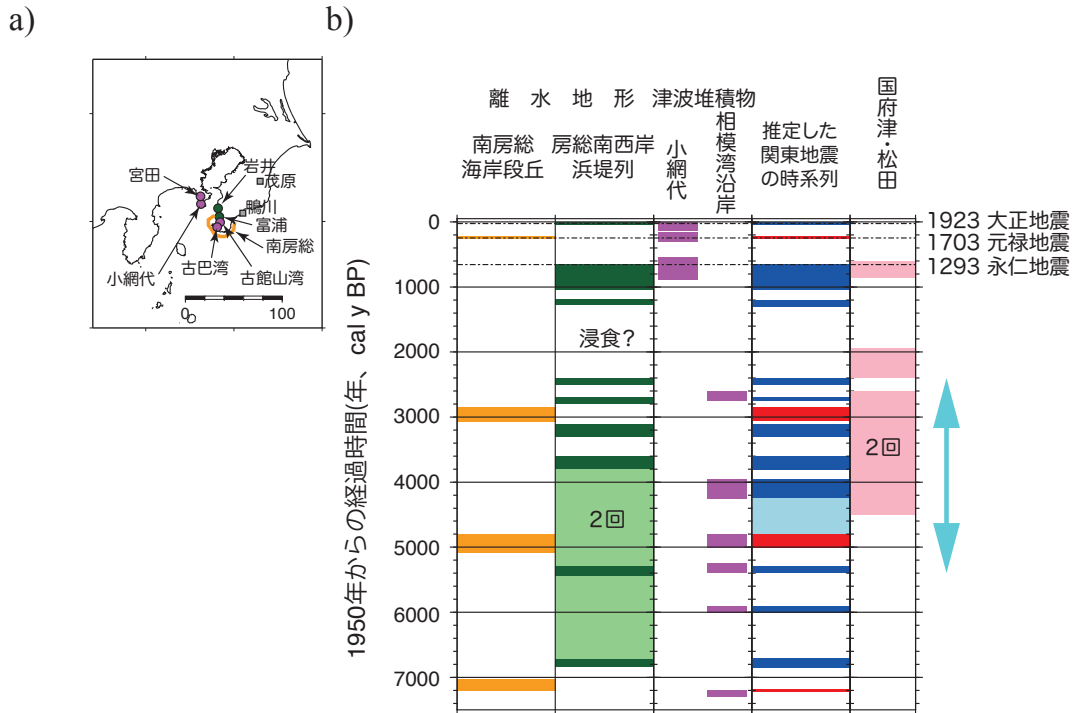 a)
宮田
岩井
茂原
鴨川
富浦
南房総
小網代
古巴湾
古館山湾
0
100
b)
離水地形
津波堆積物
南房総
海岸段丘
房総南西岸
浜堤列
小網代
相模湾沿岸
推定した
関東地震
の時系列
国府津・松田
1950年からの経過時間(年、cal y BP)
0
1000
2000
3000
4000
5000
6000
7000
浸食?
2回
2回
1923 大正地震
1703 元禄地震
1293 永仁地震